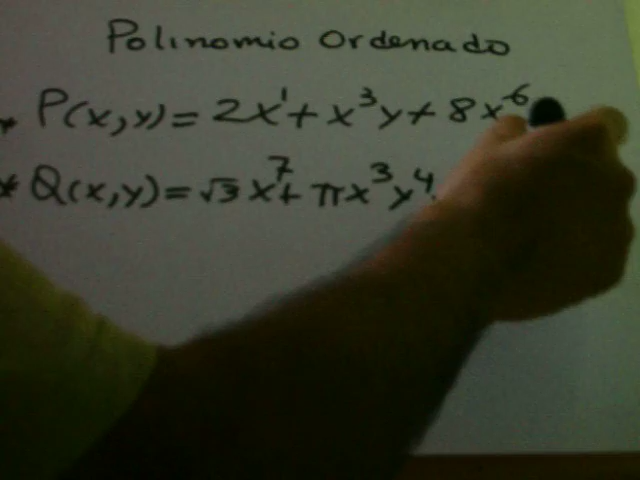 Polinomio Ordenado
* P(x,y) = 2x¹ + x³y + 8x⁶
* Q(x,y) = √3 x⁷ + πx³y⁴